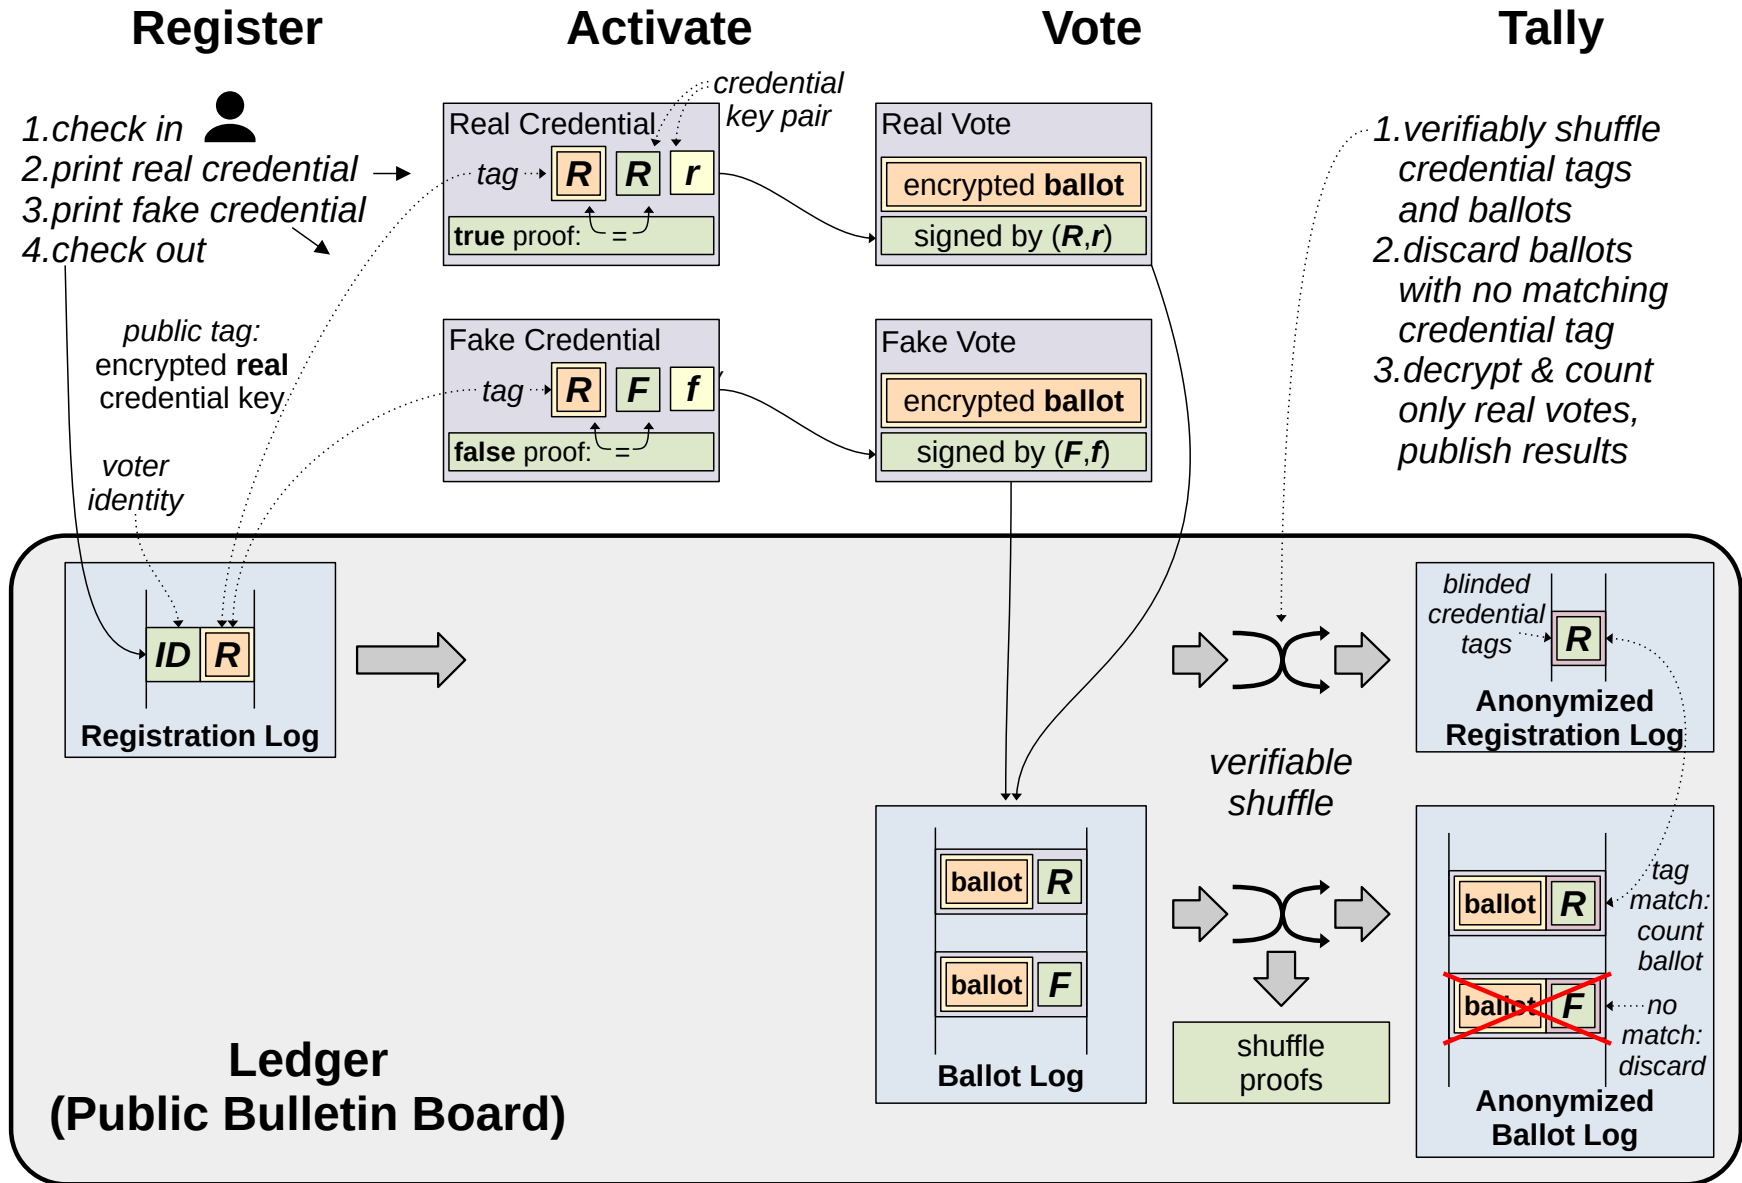 Register
Activate
Vote
Tally
1.check in
2.print real credential
3.print fake credential
4.check out
public tag:
encrypted real
credential key
voter
identity
credential
key pair
Real Credential
tag R R r
true proof: =
Fake Credential
tag R F f
false proof: =
Real Vote
encrypted ballot
signed by (R,r)
Fake Vote
encrypted ballot
signed by (F,f)
1.verifiably shuffle
credential tags
and ballots
2.discard ballots
with no matching
credential tag
3.decrypt & count
only real votes,
publish results
ID R
Registration Log
blinded
credential
tags
R
Anonymized
Registration Log
verifiable
shuffle
ballot R
ballot F
Ballot Log
shuffle
proofs
ballot R
tag
match:
count
ballot
ballot F
no
match:
discard
Anonymized
Ballot Log
Ledger
(Public Bulletin Board)